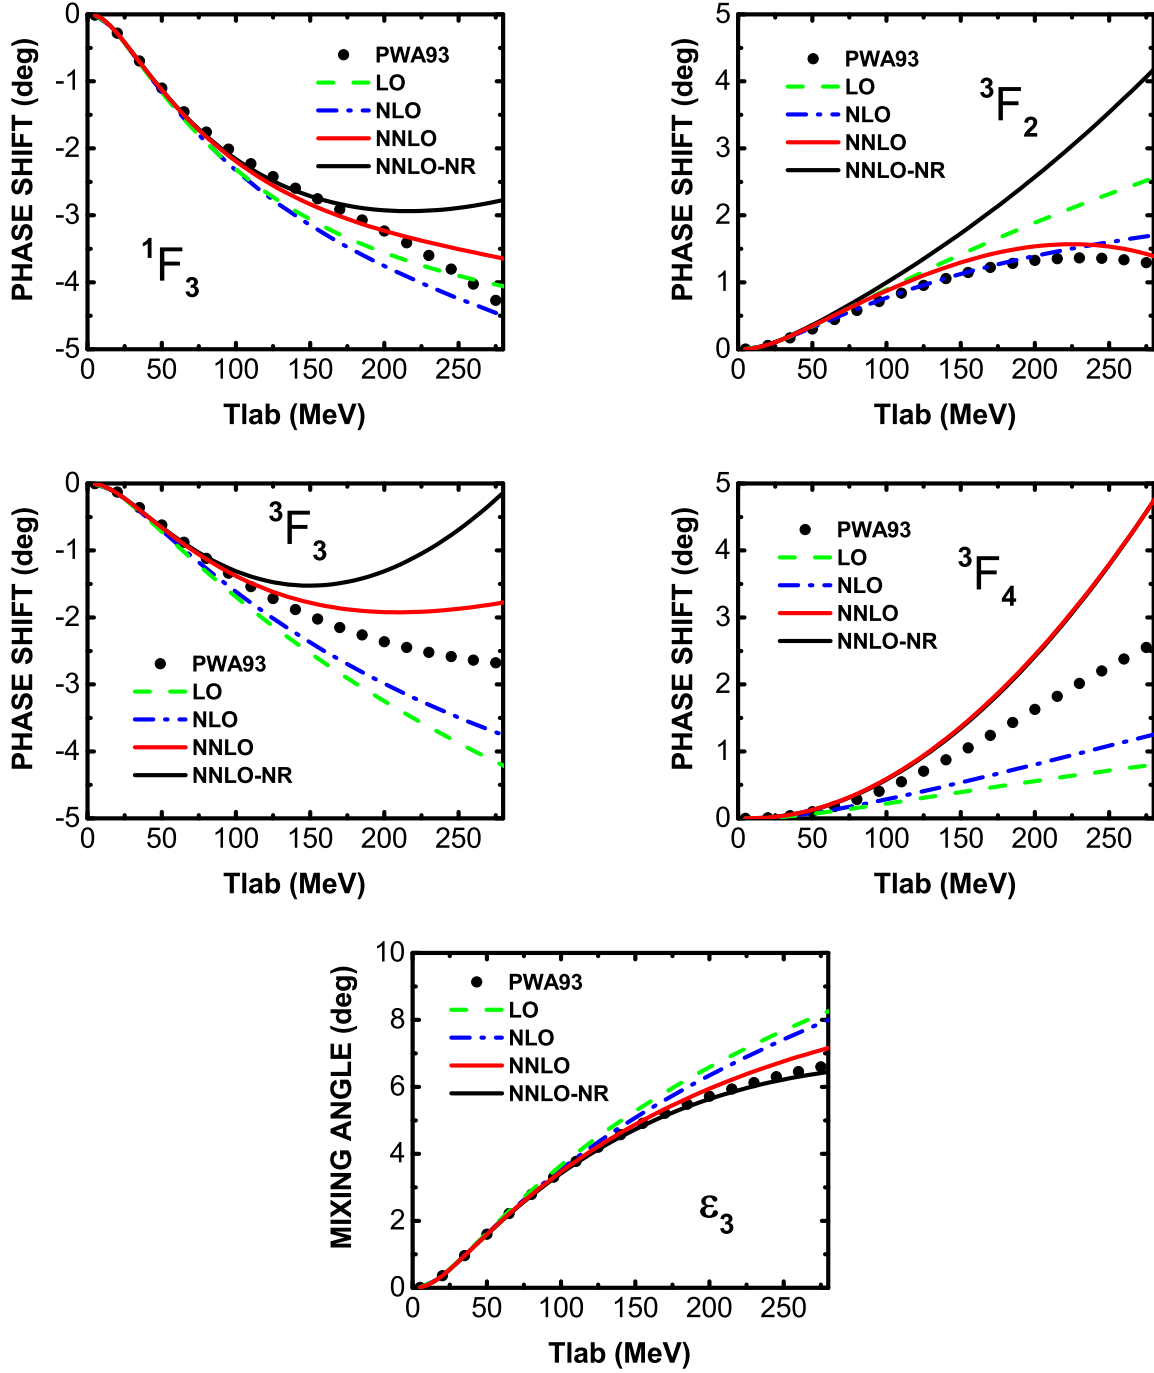 0
-1
-2
-3
-4
-5
PHASE SHIFT (deg)
PWA93
LO
NLO
NNLO
NNLO-NR
1F3
0 50 100 150 200 250
Tlab (MeV)
5
4
3
2
1
0
PHASE SHIFT (deg)
PWA93
LO
NLO
NNLO
NNLO-NR
3F2
0 50 100 150 200 250
Tlab (MeV)
0
-1
-2
-3
-4
-5
PHASE SHIFT (deg)
3F3
PWA93
LO
NLO
NNLO
NNLO-NR
0 50 100 150 200 250
Tlab (MeV)
5
4
3
2
1
0
PHASE SHIFT (deg)
PWA93
LO
NLO
NNLO
NNLO-NR
3F4
0 50 100 150 200 250
Tlab (MeV)
10
8
6
4
2
0
MIXING ANGLE (deg)
PWA93
LO
NLO
NNLO
NNLO-NR
ε3
0 50 100 150 200 250
Tlab (MeV)